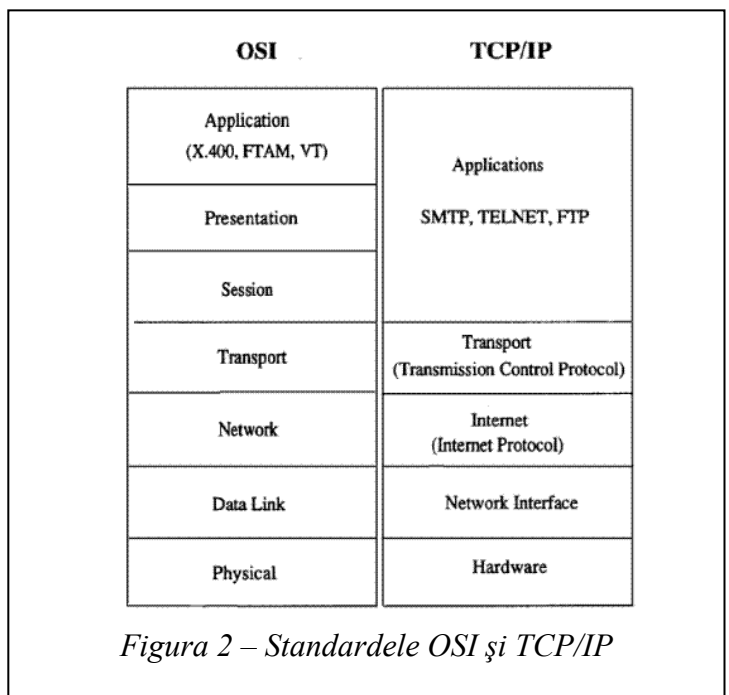 OSI
TCP/IP
Application
(X.400, FTAM, VT)
Presentation
Session
Transport
Network
Data Link
Physical
Applications
SMTP, TELNET, FTP
Transport
(Transmission Control Protocol)
Internet
(Internet Protocol)
Network Interface
Hardware
Figura 2 – Standardele OSI şi TCP/IP